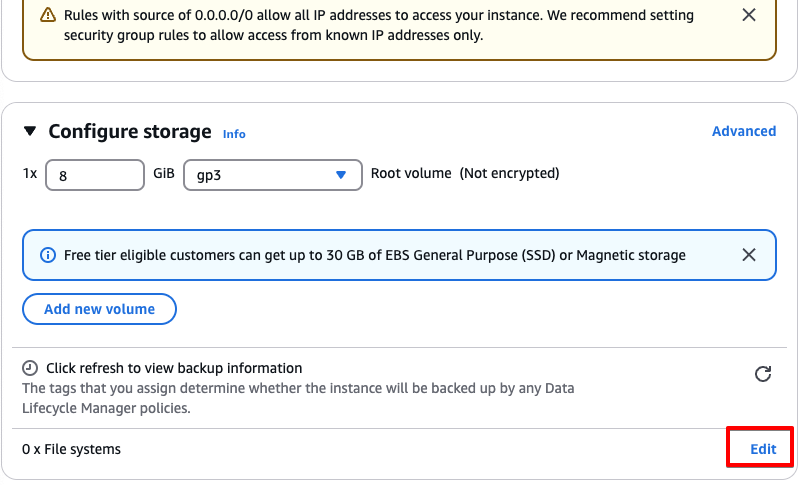 Rules with source of 0.0.0.0/0 allow all IP addresses to access your instance. We recommend setting
security group rules to allow access from known IP addresses only.
Configure storage Info Advanced
1x 8 GiB gp3 Root volume (Not encrypted)
Free tier eligible customers can get up to 30 GB of EBS General Purpose (SSD) or Magnetic storage
Add new volume
Click refresh to view backup information
The tags that you assign determine whether the instance will be backed up by any Data
Lifecycle Manager policies.
0 x File systems Edit